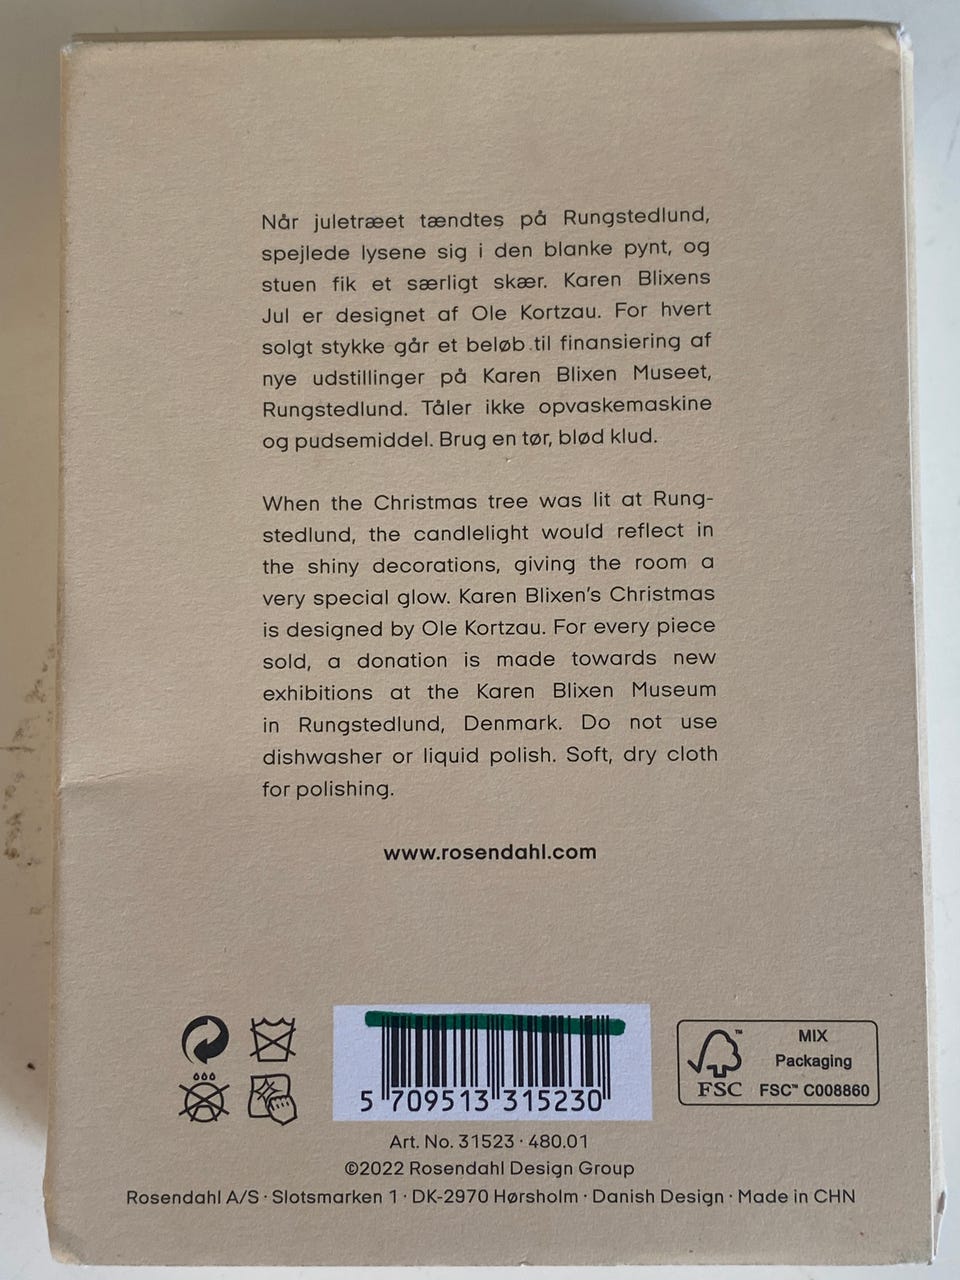 Når juletræet tændtes på Rungstedlund,
spejlede lysene sig i den blanke pynt, og
stuen fik et særligt skær. Karen Blixens
Jul er designet af Ole Kortzau. For hvert
solgt stykke går et beløb til finansiering af
nye udstillinger på Karen Blixen Museet,
Rungstedlund. Tåler ikke opvaskemaskine
og pudsemiddel. Brug en tør, blød klud.
When the Christmas tree was lit at Rung-
stedlund, the candlelight would reflect in
the shiny decorations, giving the room a
very special glow. Karen Blixen's Christmas
is designed by Ole Kortzau. For every piece
sold, a donation is made towards new
exhibitions at the Karen Blixen Museum
in Rungstedlund, Denmark. Do not use
dishwasher or liquid polish. Soft, dry cloth
for polishing.
www.rosendahl.com
5 709513 315230
FSC™
MIX
Packaging
FSC™ C008860
Art. No. 31523 · 480.01
©2022 Rosendahl Design Group
Rosendahl A/S · Slotsmarken 1 · DK-2970 Hørsholm · Danish Design · Made in CHN